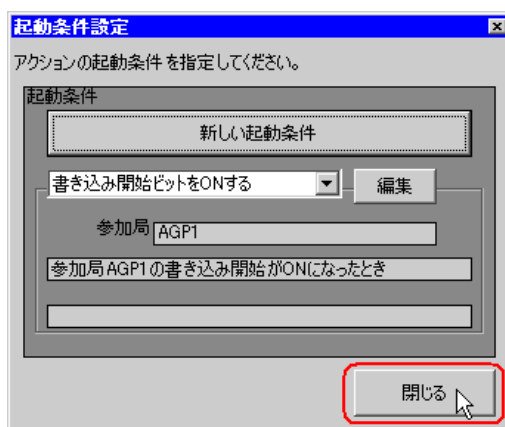 起動条件設定
アクションの起動条件を指定してください。
起動条件
新しい起動条件
書き込み開始ビットをONする
編集
参加局 AGP1
参加局AGP1の書き込み開始がONになったとき
閉じる